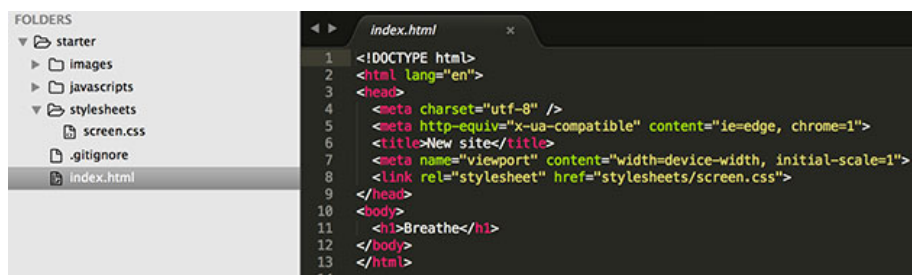 FOLDERS
starter
images
javascripts
stylesheets
screen.css
.gitignore
index.html
index.html ×
1 <!DOCTYPE html>
2 <html lang="en">
3 <head>
4 <meta charset="utf-8" />
5 <meta http-equiv="x-ua-compatible" content="ie=edge, chrome=1">
6 <title>New site</title>
7 <meta name="viewport" content="width=device-width, initial-scale=1">
8 <link rel="stylesheet" href="stylesheets/screen.css">
9 </head>
10 <body>
11 <h1>Breathe</h1>
12 </body>
13 </html>